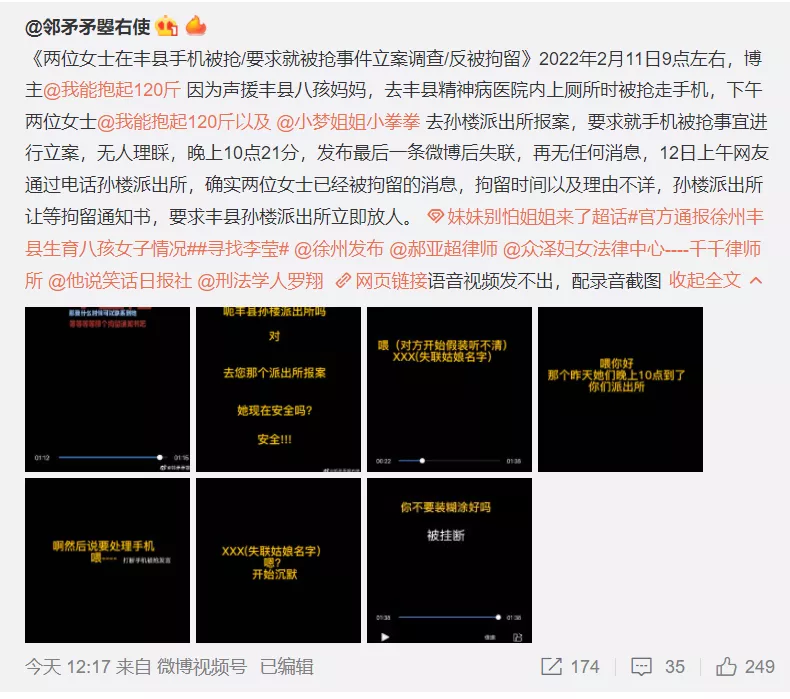 @邻矛矛曌右使
《两位女士在丰县手机被抢/要求就被抢事件立案调查/反被拘留》2022年2月11日9点左右，博
主@我能抱起120斤 因为声援丰县八孩妈妈，去丰县精神病医院内上厕所时被抢走手机，下午
两位女士@我能抱起120斤以及 @小梦姐姐小拳拳 去孙楼派出所报案，要求就手机被抢事宜进
行立案，无人理睬，晚上10点21分，发布最后一条微博后失联，再无任何消息，12日上午网友
通过电话孙楼派出所，确实两位女士已经被拘留的消息，拘留时间以及理由不详，孙楼派出所
让等拘留通知书，要求丰县孙楼派出所立即放人。 妹妹别怕姐姐来了超话#官方通报徐州丰
县生育八孩女子情况##寻找李莹# @徐州发布 @郝亚超律师 @众泽妇女法律中心----千千律师
所 @他说笑话日报社 @刑法学人罗翔 网页链接语音视频发不出，配录音截图 收起全文
01:12 01:16
呃丰县孙楼派出所吗
对
去您那个派出所报案
她现在安全吗?
安全!!!
喂（对方开始假装听不清）
XXX(失联姑娘名字)
00:22 01:38
喂你好
那个昨天她们晚上10点到了
你们派出所
啊然后说要处理手机
喂----
XXX(失联姑娘名字)
嗯?
开始沉默
你不要装糊涂好吗
被挂断
01:38 01:38
今天 12:17 来自 微博视频号 已编辑
174 35 249